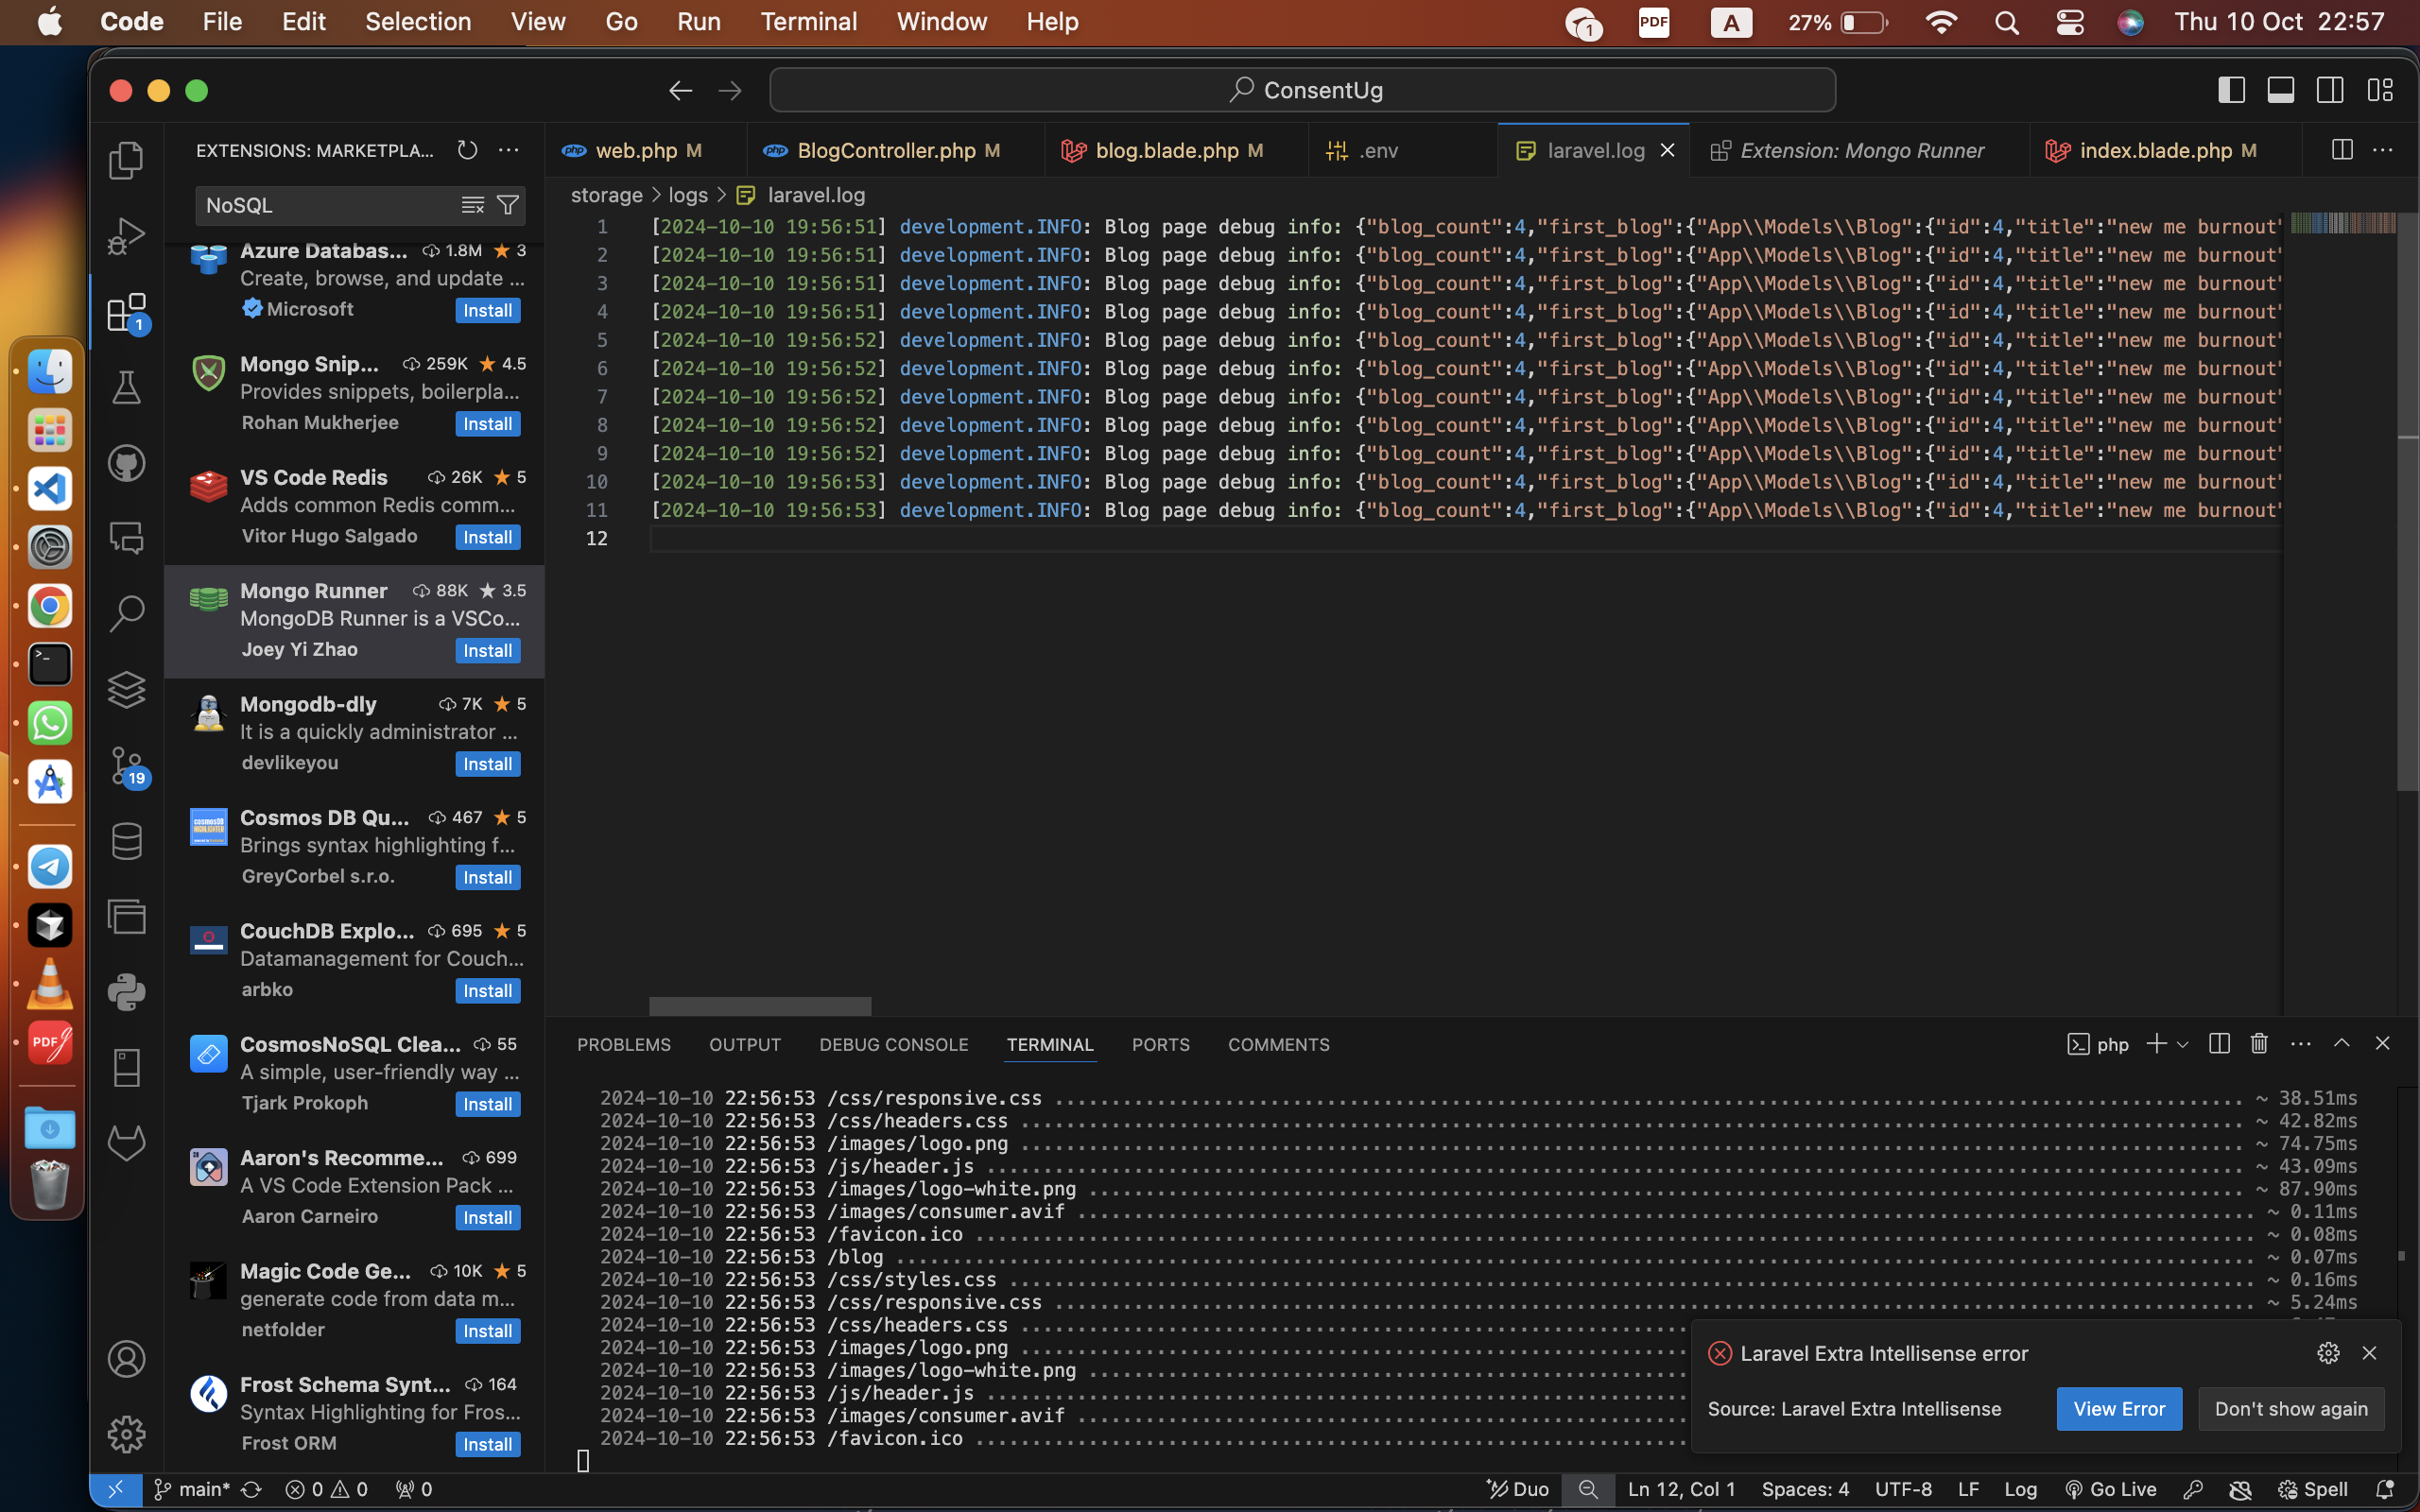 Code File Edit Selection View Go Run Terminal Window Help 1 PDF A 27% Thu 10 Oct 22:57
ConsentUg
EXTENSIONS: MARKETPLA...
NoSQL
Azure Databas... 1.8M 3
Create, browse, and update ...
Microsoft Install
Mongo Snip... 259K 4.5
Provides snippets, boilerpla...
Rohan Mukherjee Install
VS Code Redis 26K 5
Adds common Redis comm...
Vitor Hugo Salgado Install
Mongo Runner 88K 3.5
MongoDB Runner is a VSCo...
Joey Yi Zhao Install
Mongodb-dly 7K 5
It is a quickly administrator ...
devlikeyou Install
Cosmos DB Qu... 467 5
Brings syntax highlighting f...
GreyCorbel s.r.o. Install
CouchDB Explo... 695 5
Datamanagement for Couch...
arbko Install
CosmosNoSQL Clea... 55
A simple, user-friendly way ...
Tjark Prokoph Install
Aaron's Recomme... 699
A VS Code Extension Pack ...
Aaron Carneiro Install
Magic Code Ge... 10K 5
generate code from data m...
netfolder Install
Frost Schema Synt... 164
Syntax Highlighting for Fros...
Frost ORM Install
1
19
PDF
web.php M BlogController.php M blog.blade.php M .env laravel.log Extension: Mongo Runner index.blade.php M
storage > logs > laravel.log
1 [2024-10-10 19:56:51] development.INFO: Blog page debug info: {"blog_count":4,"first_blog":{"App\\Models\\Blog":{"id":4,"title":"new me burnout"
2 [2024-10-10 19:56:51] development.INFO: Blog page debug info: {"blog_count":4,"first_blog":{"App\\Models\\Blog":{"id":4,"title":"new me burnout"
3 [2024-10-10 19:56:51] development.INFO: Blog page debug info: {"blog_count":4,"first_blog":{"App\\Models\\Blog":{"id":4,"title":"new me burnout"
4 [2024-10-10 19:56:51] development.INFO: Blog page debug info: {"blog_count":4,"first_blog":{"App\\Models\\Blog":{"id":4,"title":"new me burnout"
5 [2024-10-10 19:56:52] development.INFO: Blog page debug info: {"blog_count":4,"first_blog":{"App\\Models\\Blog":{"id":4,"title":"new me burnout"
6 [2024-10-10 19:56:52] development.INFO: Blog page debug info: {"blog_count":4,"first_blog":{"App\\Models\\Blog":{"id":4,"title":"new me burnout"
7 [2024-10-10 19:56:52] development.INFO: Blog page debug info: {"blog_count":4,"first_blog":{"App\\Models\\Blog":{"id":4,"title":"new me burnout"
8 [2024-10-10 19:56:52] development.INFO: Blog page debug info: {"blog_count":4,"first_blog":{"App\\Models\\Blog":{"id":4,"title":"new me burnout"
9 [2024-10-10 19:56:52] development.INFO: Blog page debug info: {"blog_count":4,"first_blog":{"App\\Models\\Blog":{"id":4,"title":"new me burnout"
10 [2024-10-10 19:56:53] development.INFO: Blog page debug info: {"blog_count":4,"first_blog":{"App\\Models\\Blog":{"id":4,"title":"new me burnout"
11 [2024-10-10 19:56:53] development.INFO: Blog page debug info: {"blog_count":4,"first_blog":{"App\\Models\\Blog":{"id":4,"title":"new me burnout"
12
PROBLEMS OUTPUT DEBUG CONSOLE TERMINAL PORTS COMMENTS php
2024-10-10 22:56:53 /css/responsive.css ........ ~ 38.51ms
2024-10-10 22:56:53 /css/headers.css ........ ~ 42.82ms
2024-10-10 22:56:53 /images/logo.png ........ ~ 74.75ms
2024-10-10 22:56:53 /js/header.js ........ ~ 43.09ms
2024-10-10 22:56:53 /images/logo-white.png ........ ~ 87.90ms
2024-10-10 22:56:53 /images/consumer.avif ........ ~ 0.11ms
2024-10-10 22:56:53 /favicon.ico ........ ~ 0.08ms
2024-10-10 22:56:53 /blog ........ ~ 0.07ms
2024-10-10 22:56:53 /css/styles.css ........ ~ 0.16ms
2024-10-10 22:56:53 /css/responsive.css ........ ~ 5.24ms
2024-10-10 22:56:53 /css/headers.css ........
2024-10-10 22:56:53 /images/logo.png ........
2024-10-10 22:56:53 /images/logo-white.png ........
2024-10-10 22:56:53 /js/header.js ........
2024-10-10 22:56:53 /images/consumer.avif ........
2024-10-10 22:56:53 /favicon.ico ........
Laravel Extra Intellisense error
Source: Laravel Extra Intellisense View Error Don't show again
main* 0 0 0 Duo Ln 12, Col 1 Spaces: 4 UTF-8 LF Log Go Live Spell